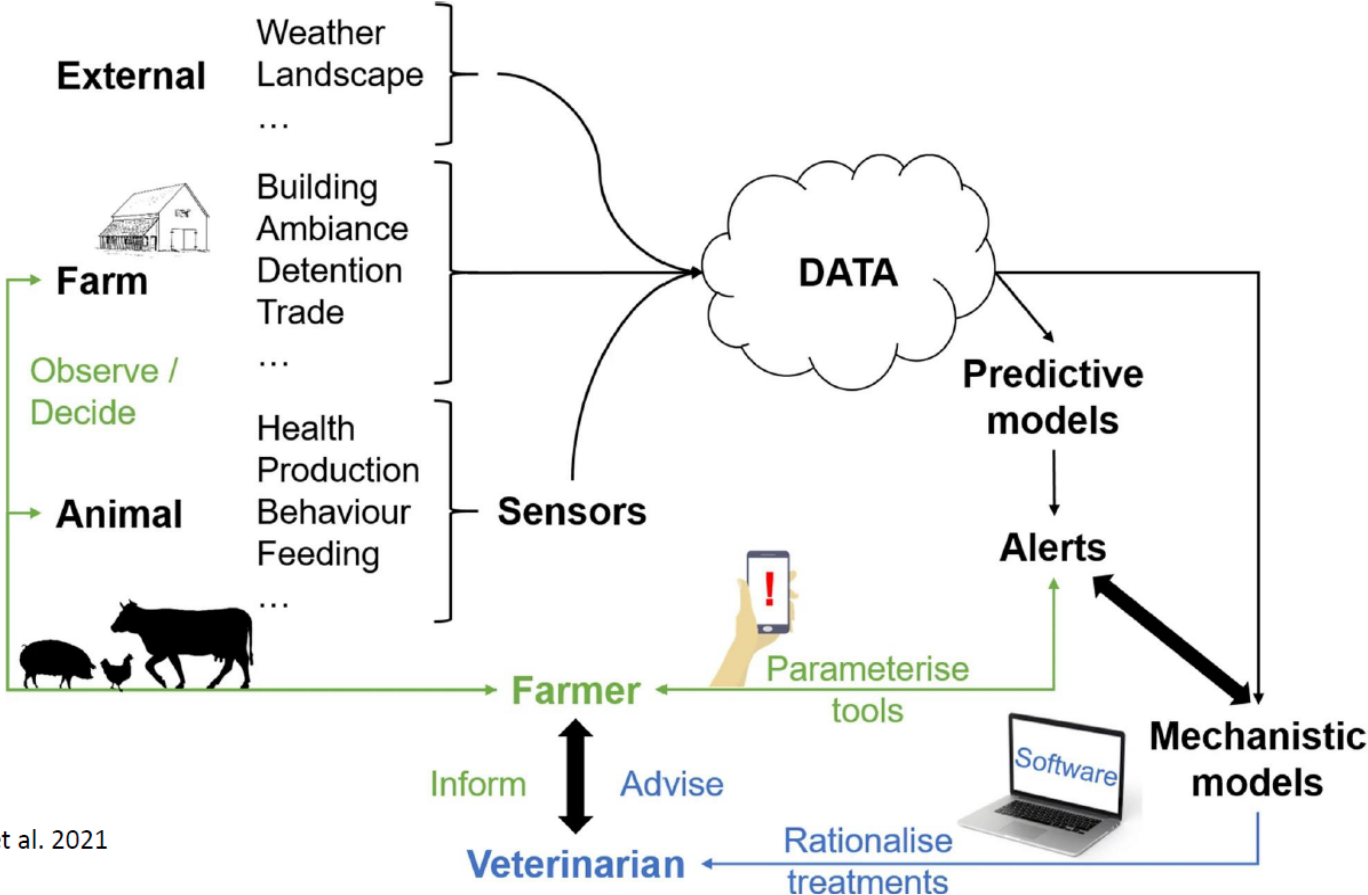 External
Weather
Landscape
…
Farm
Building
Ambiance
Detention
Trade
…
Observe /
Decide
Animal
Health
Production
Behaviour
Feeding
…
Sensors
DATA
Predictive
models
Alerts
!
Parameterise
tools
Farmer
Mechanistic
models
Software
Inform
Advise
Rationalise
treatments
Veterinarian
et al. 2021